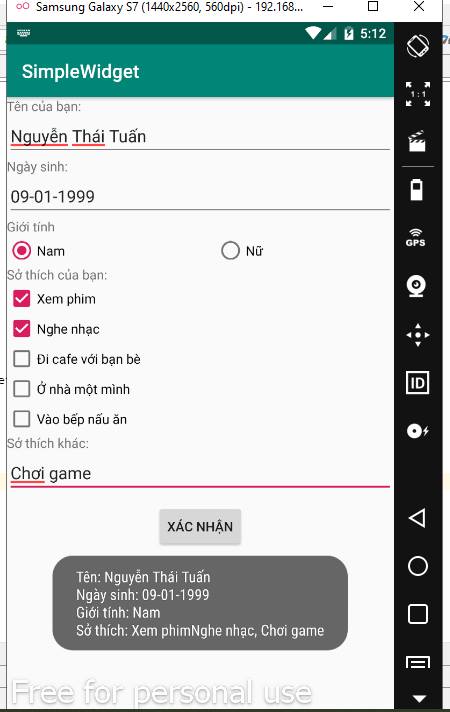 Samsung Galaxy S7 (1440x2560, 560dpi) - 192.168...
5:12
SimpleWidget
Tên của bạn:
Nguyễn Thái Tuấn
Ngày sinh:
09-01-1999
Giới tính
Nam
Nữ
Sở thích của bạn:
Xem phim
Nghe nhạc
Đi cafe với bạn bè
Ở nhà một mình
Vào bếp nấu ăn
Sở thích khác:
Chơi game
XÁC NHẬN
Tên: Nguyễn Thái Tuấn
Ngày sinh: 09-01-1999
Giới tính: Nam
Sở thích: Xem phimNghe nhạc, Chơi game
Free for personal use
1:1
GPS
ID